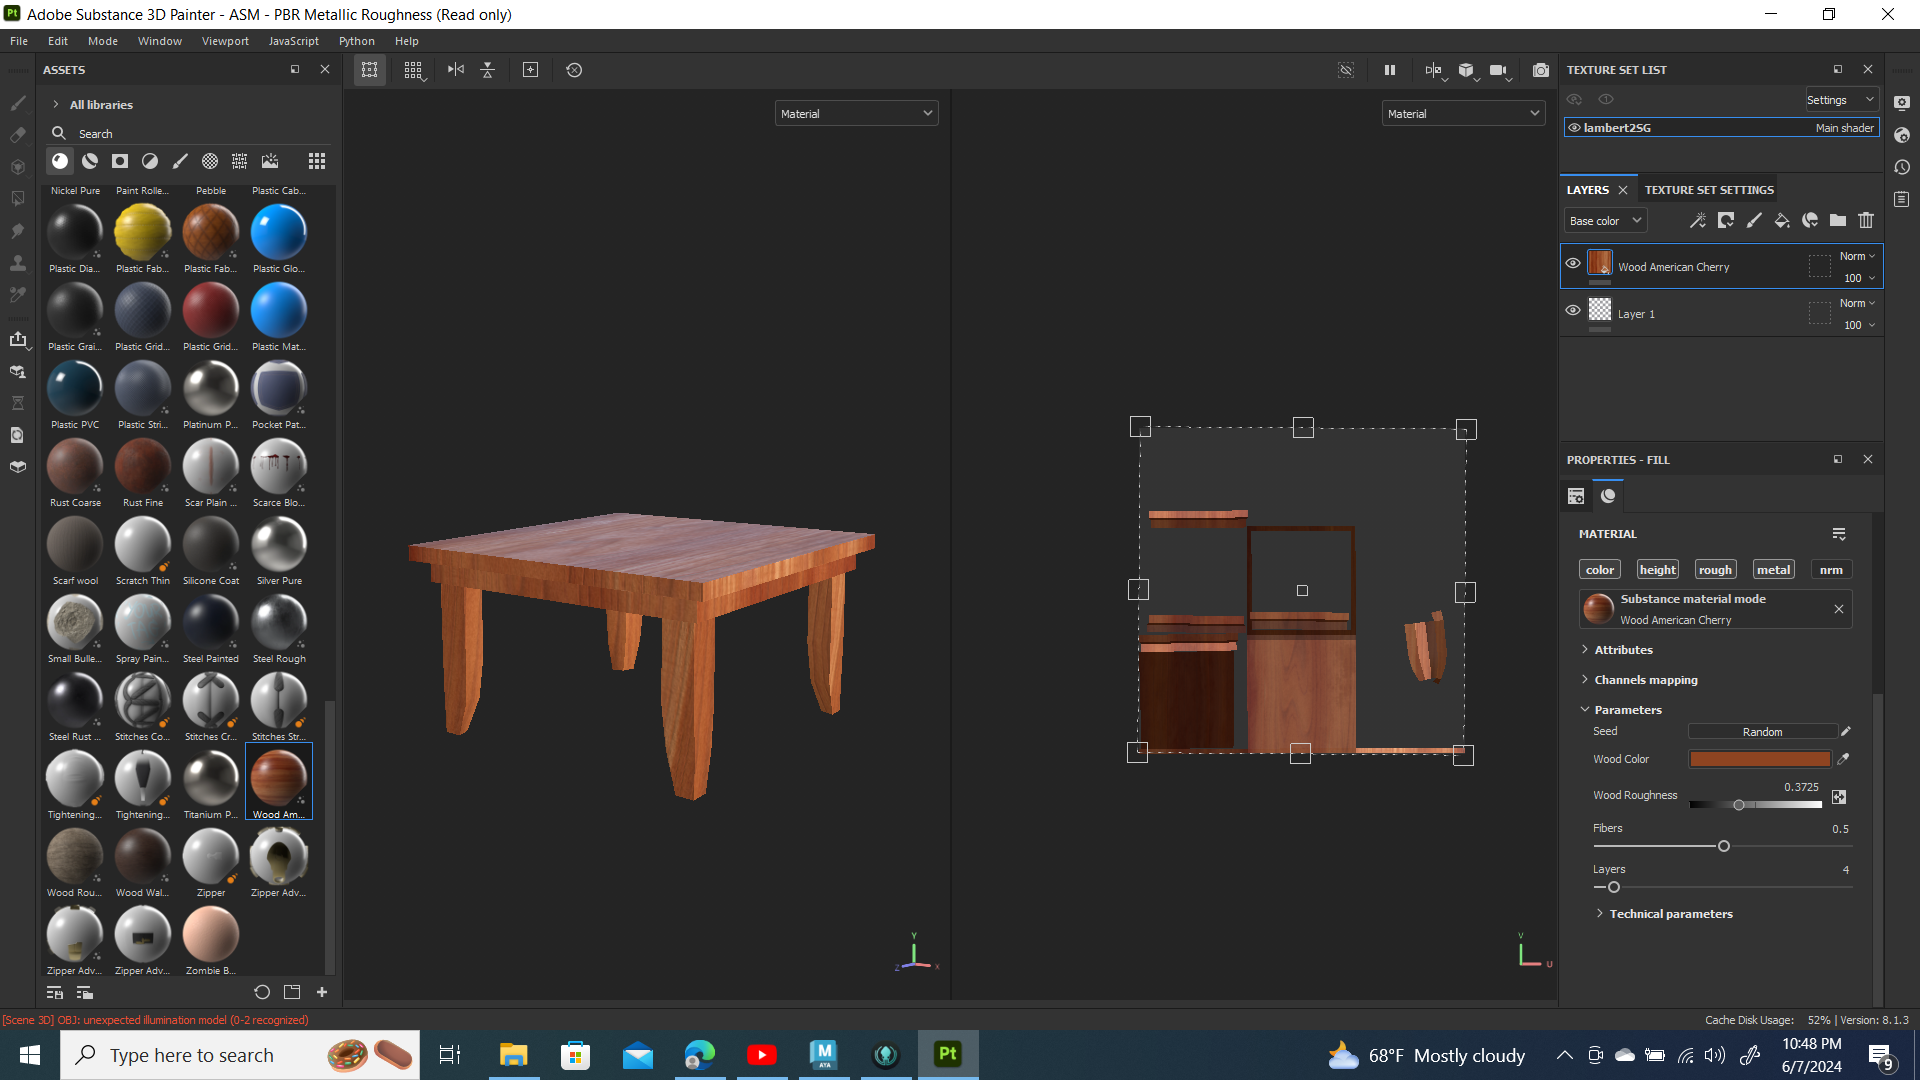 Pt Adobe Substance 3D Painter - ASM - PBR Metallic Roughness (Read only)
File Edit Mode Window Viewport JavaScript Python Help
ASSETS
All libraries
Search
Nickel Pure Paint Rolle... Pebble Plastic Cab...
Plastic Dia... Plastic Fab... Plastic Fab... Plastic Glo...
Plastic Grai... Plastic Grid... Plastic Grid... Plastic Mat...
Plastic PVC Plastic Stri... Platinum P... Pocket Pat...
Rust Coarse Rust Fine Scar Plain ... Scarce Blo...
Scarf wool Scratch Thin Silicone Coat Silver Pure
Small Bulle... Spray Pain... Steel Painted Steel Rough
Steel Rust ... Stitches Co... Stitches Cr... Stitches Str...
Tightening... Tightening... Titanium P... Wood Am...
Wood Rou... Wood Wal... Zipper Zipper Adv...
Zipper Adv... Zipper Adv... Zombie B...
Material
Y
Z X
Material
V
U
TEXTURE SET LIST
Settings
lambert2SG Main shader
LAYERS TEXTURE SET SETTINGS
Base color
Wood American Cherry Norm
100
Layer 1 Norm
100
PROPERTIES - FILL
MATERIAL
color height rough metal nrm
Substance material mode
Wood American Cherry
Attributes
Channels mapping
Parameters
Seed Random
Wood Color
Wood Roughness 0.3725
Fibers 0.5
Layers 4
Technical parameters
[Scene 3D] OBJ: unexpected illumination model (0-2 recognized)
Cache Disk Usage: 52% | Version: 8.1.3
Type here to search
M
AYA
Pt
68°F Mostly cloudy
10:48 PM
6/7/2024
9